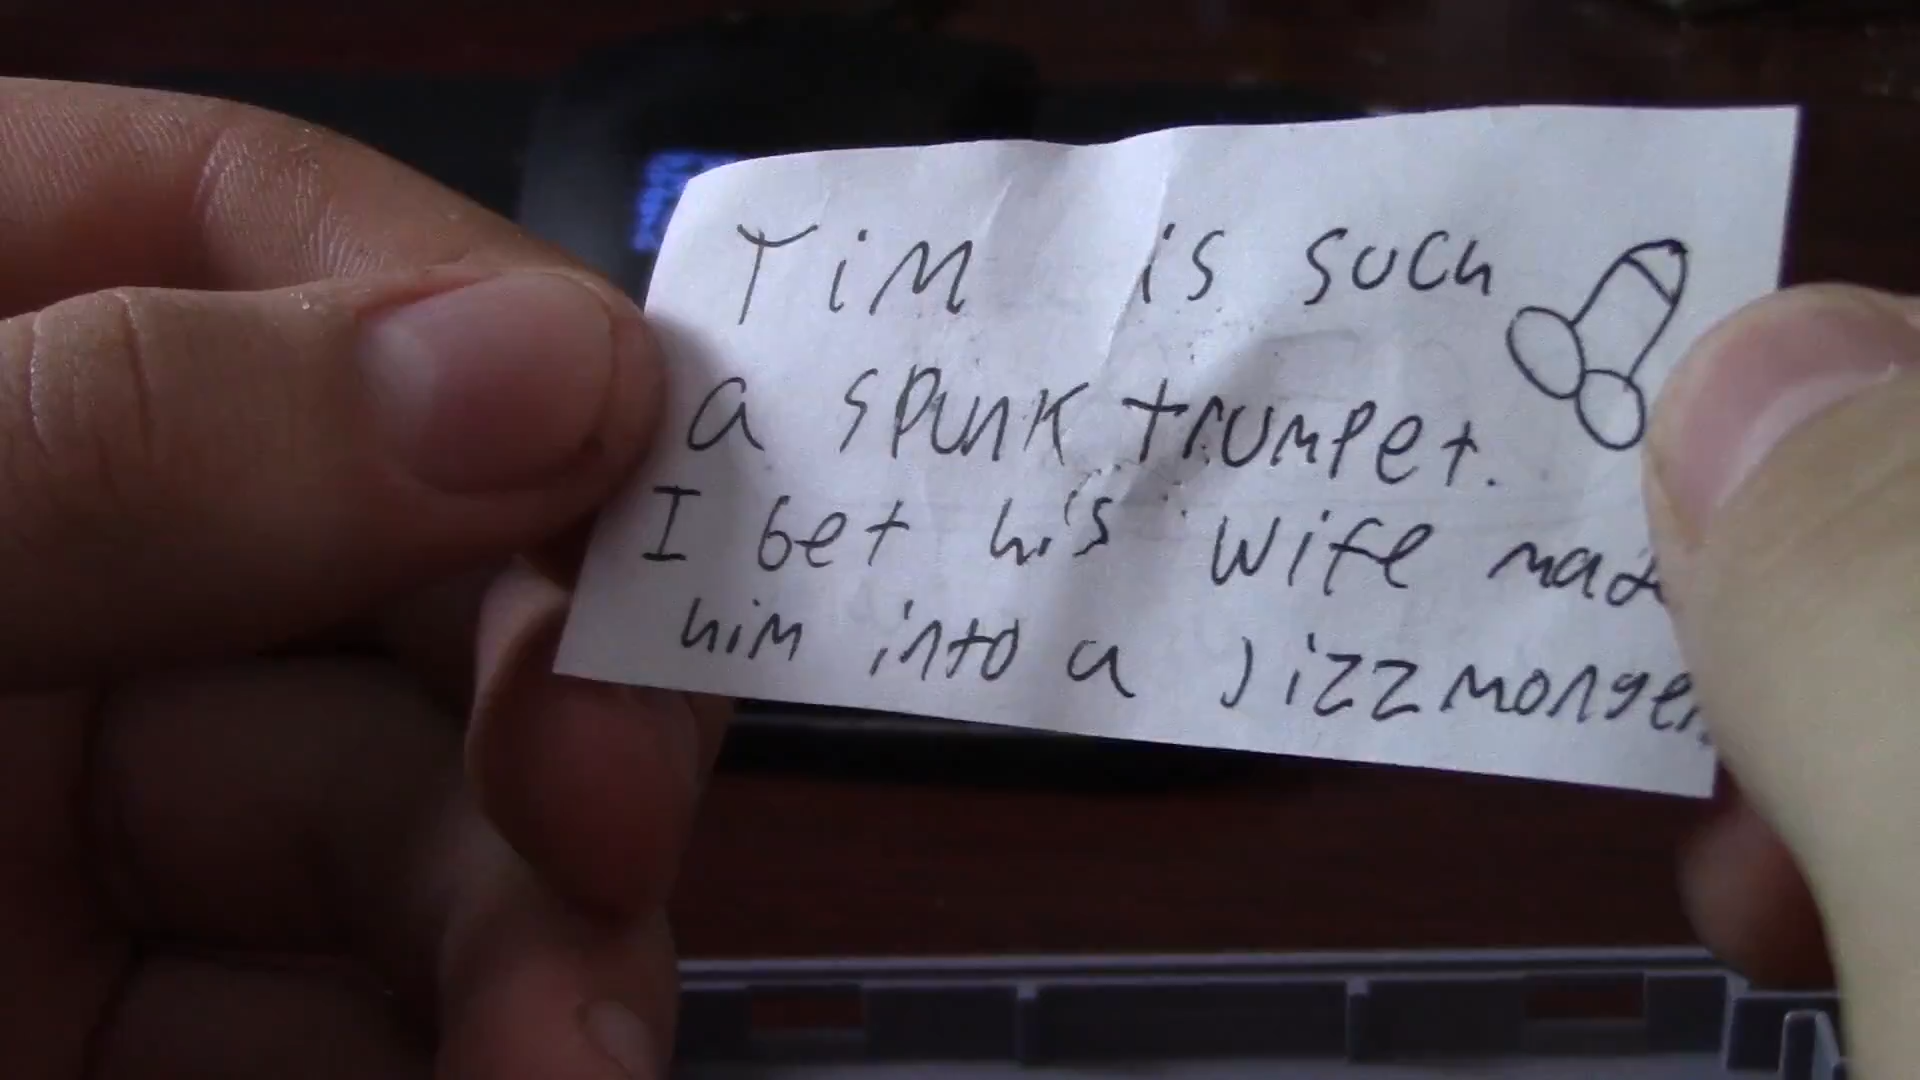 Tim is such
a spunk trumpet.
I bet his wife made
him into a Jizzmonger.